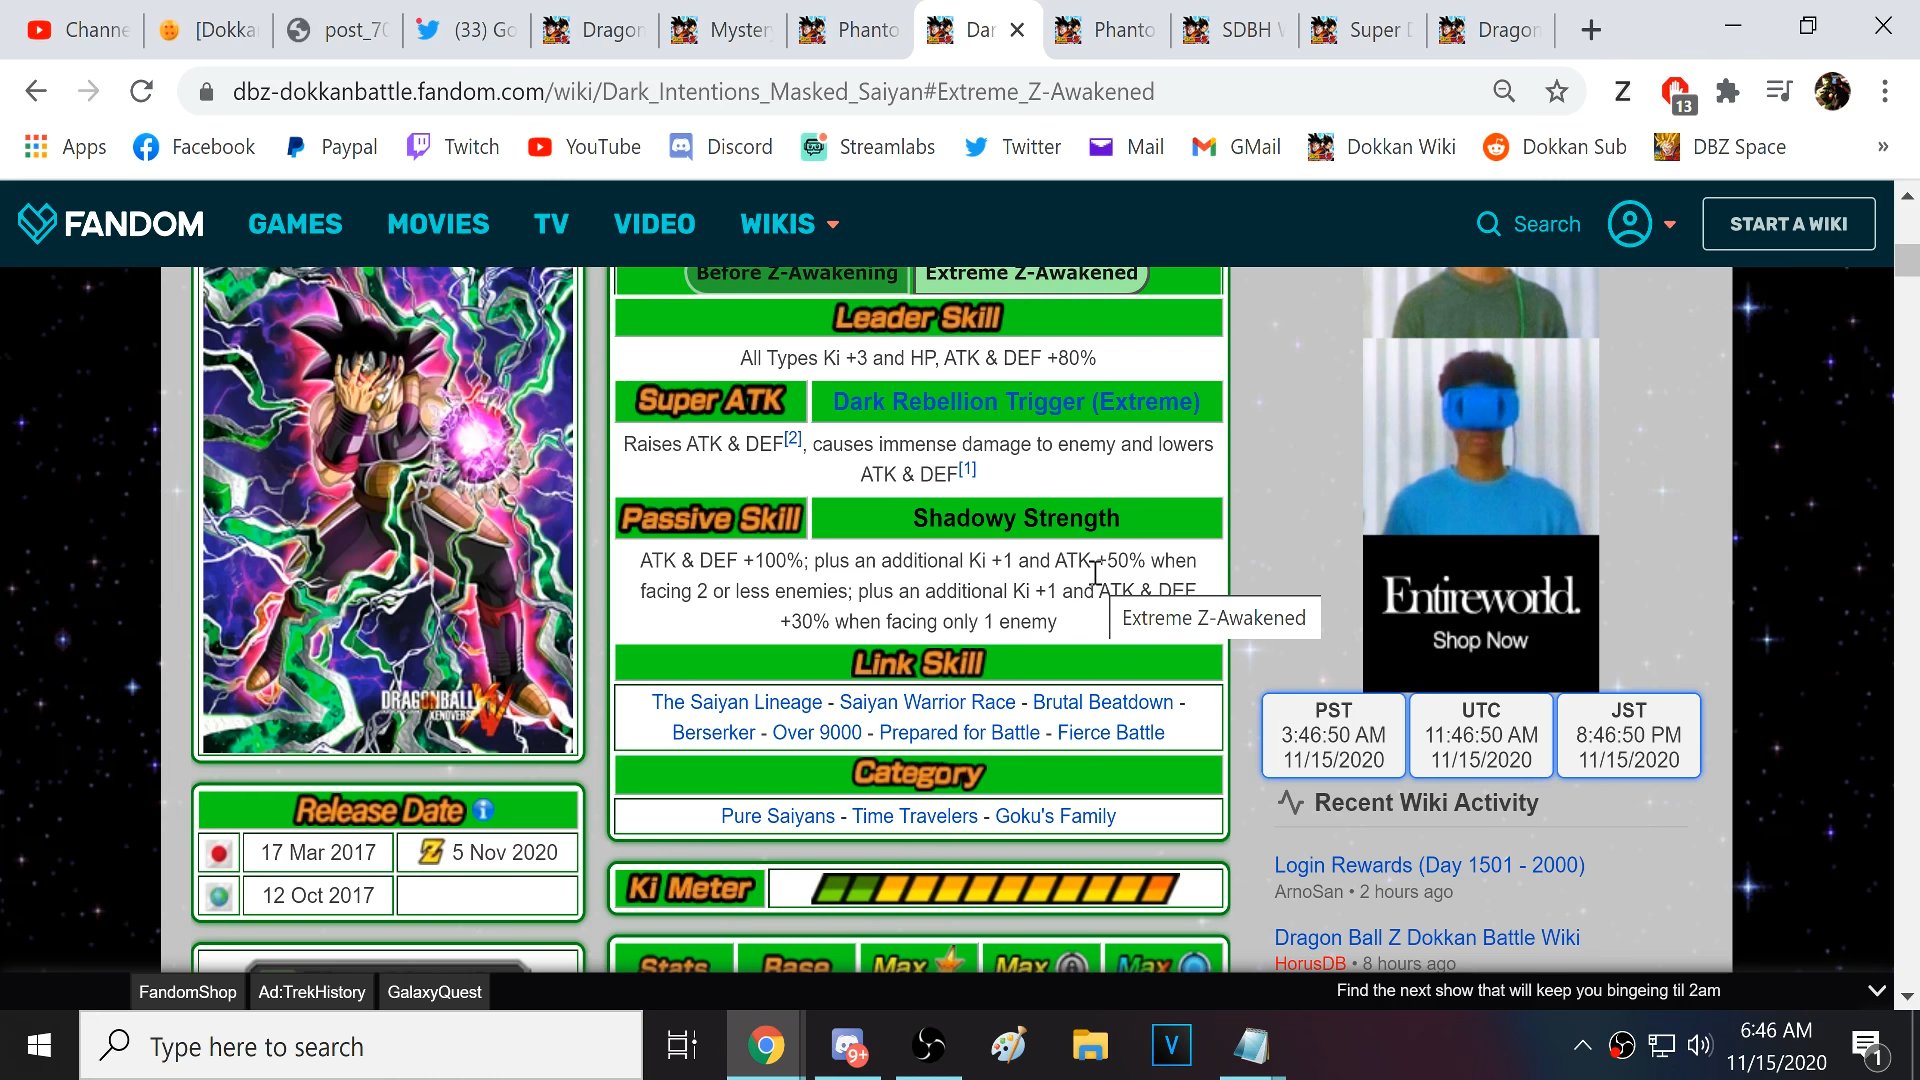 Channe
[Dokka
post_70
(33) Go
Dragon
Myster
Phanto
Dar
Phanto
SDBH W
Super D
Dragon
dbz-dokkanbattle.fandom.com/wiki/Dark_Intentions_Masked_Saiyan#Extreme_Z-Awakened
Z
13
Apps Facebook Paypal Twitch YouTube Discord Streamlabs Twitter Mail GMail Dokkan Wiki Dokkan Sub DBZ Space »
FANDOM GAMES MOVIES TV VIDEO WIKIS Search START A WIKI
Before Z-Awakening Extreme Z-Awakened
Leader Skill
All Types Ki +3 and HP, ATK & DEF +80%
Super ATK Dark Rebellion Trigger (Extreme)
Raises ATK & DEF[2], causes immense damage to enemy and lowers
ATK & DEF[1]
Passive Skill Shadowy Strength
ATK & DEF +100%; plus an additional Ki +1 and ATK +50% when
facing 2 or less enemies; plus an additional Ki +1 and ATK & DEF
+30% when facing only 1 enemy
Extreme Z-Awakened
Link Skill
The Saiyan Lineage - Saiyan Warrior Race - Brutal Beatdown -
Berserker - Over 9000 - Prepared for Battle - Fierce Battle
Category
Pure Saiyans - Time Travelers - Goku's Family
Ki Meter
Stats Base Max Max Max
DRAGONBALL XV
XENOVERSE
Release Date
17 Mar 2017 Z 5 Nov 2020
12 Oct 2017
Entireworld.
Shop Now
PST
3:46:50 AM
11/15/2020
UTC
11:46:50 AM
11/15/2020
JST
8:46:50 PM
11/15/2020
Recent Wiki Activity
Login Rewards (Day 1501 - 2000)
ArnoSan • 2 hours ago
Dragon Ball Z Dokkan Battle Wiki
HorusDB • 8 hours ago
FandomShop Ad:TrekHistory GalaxyQuest
Find the next show that will keep you bingeing til 2am
Type here to search
9+
V
6:46 AM
11/15/2020
1